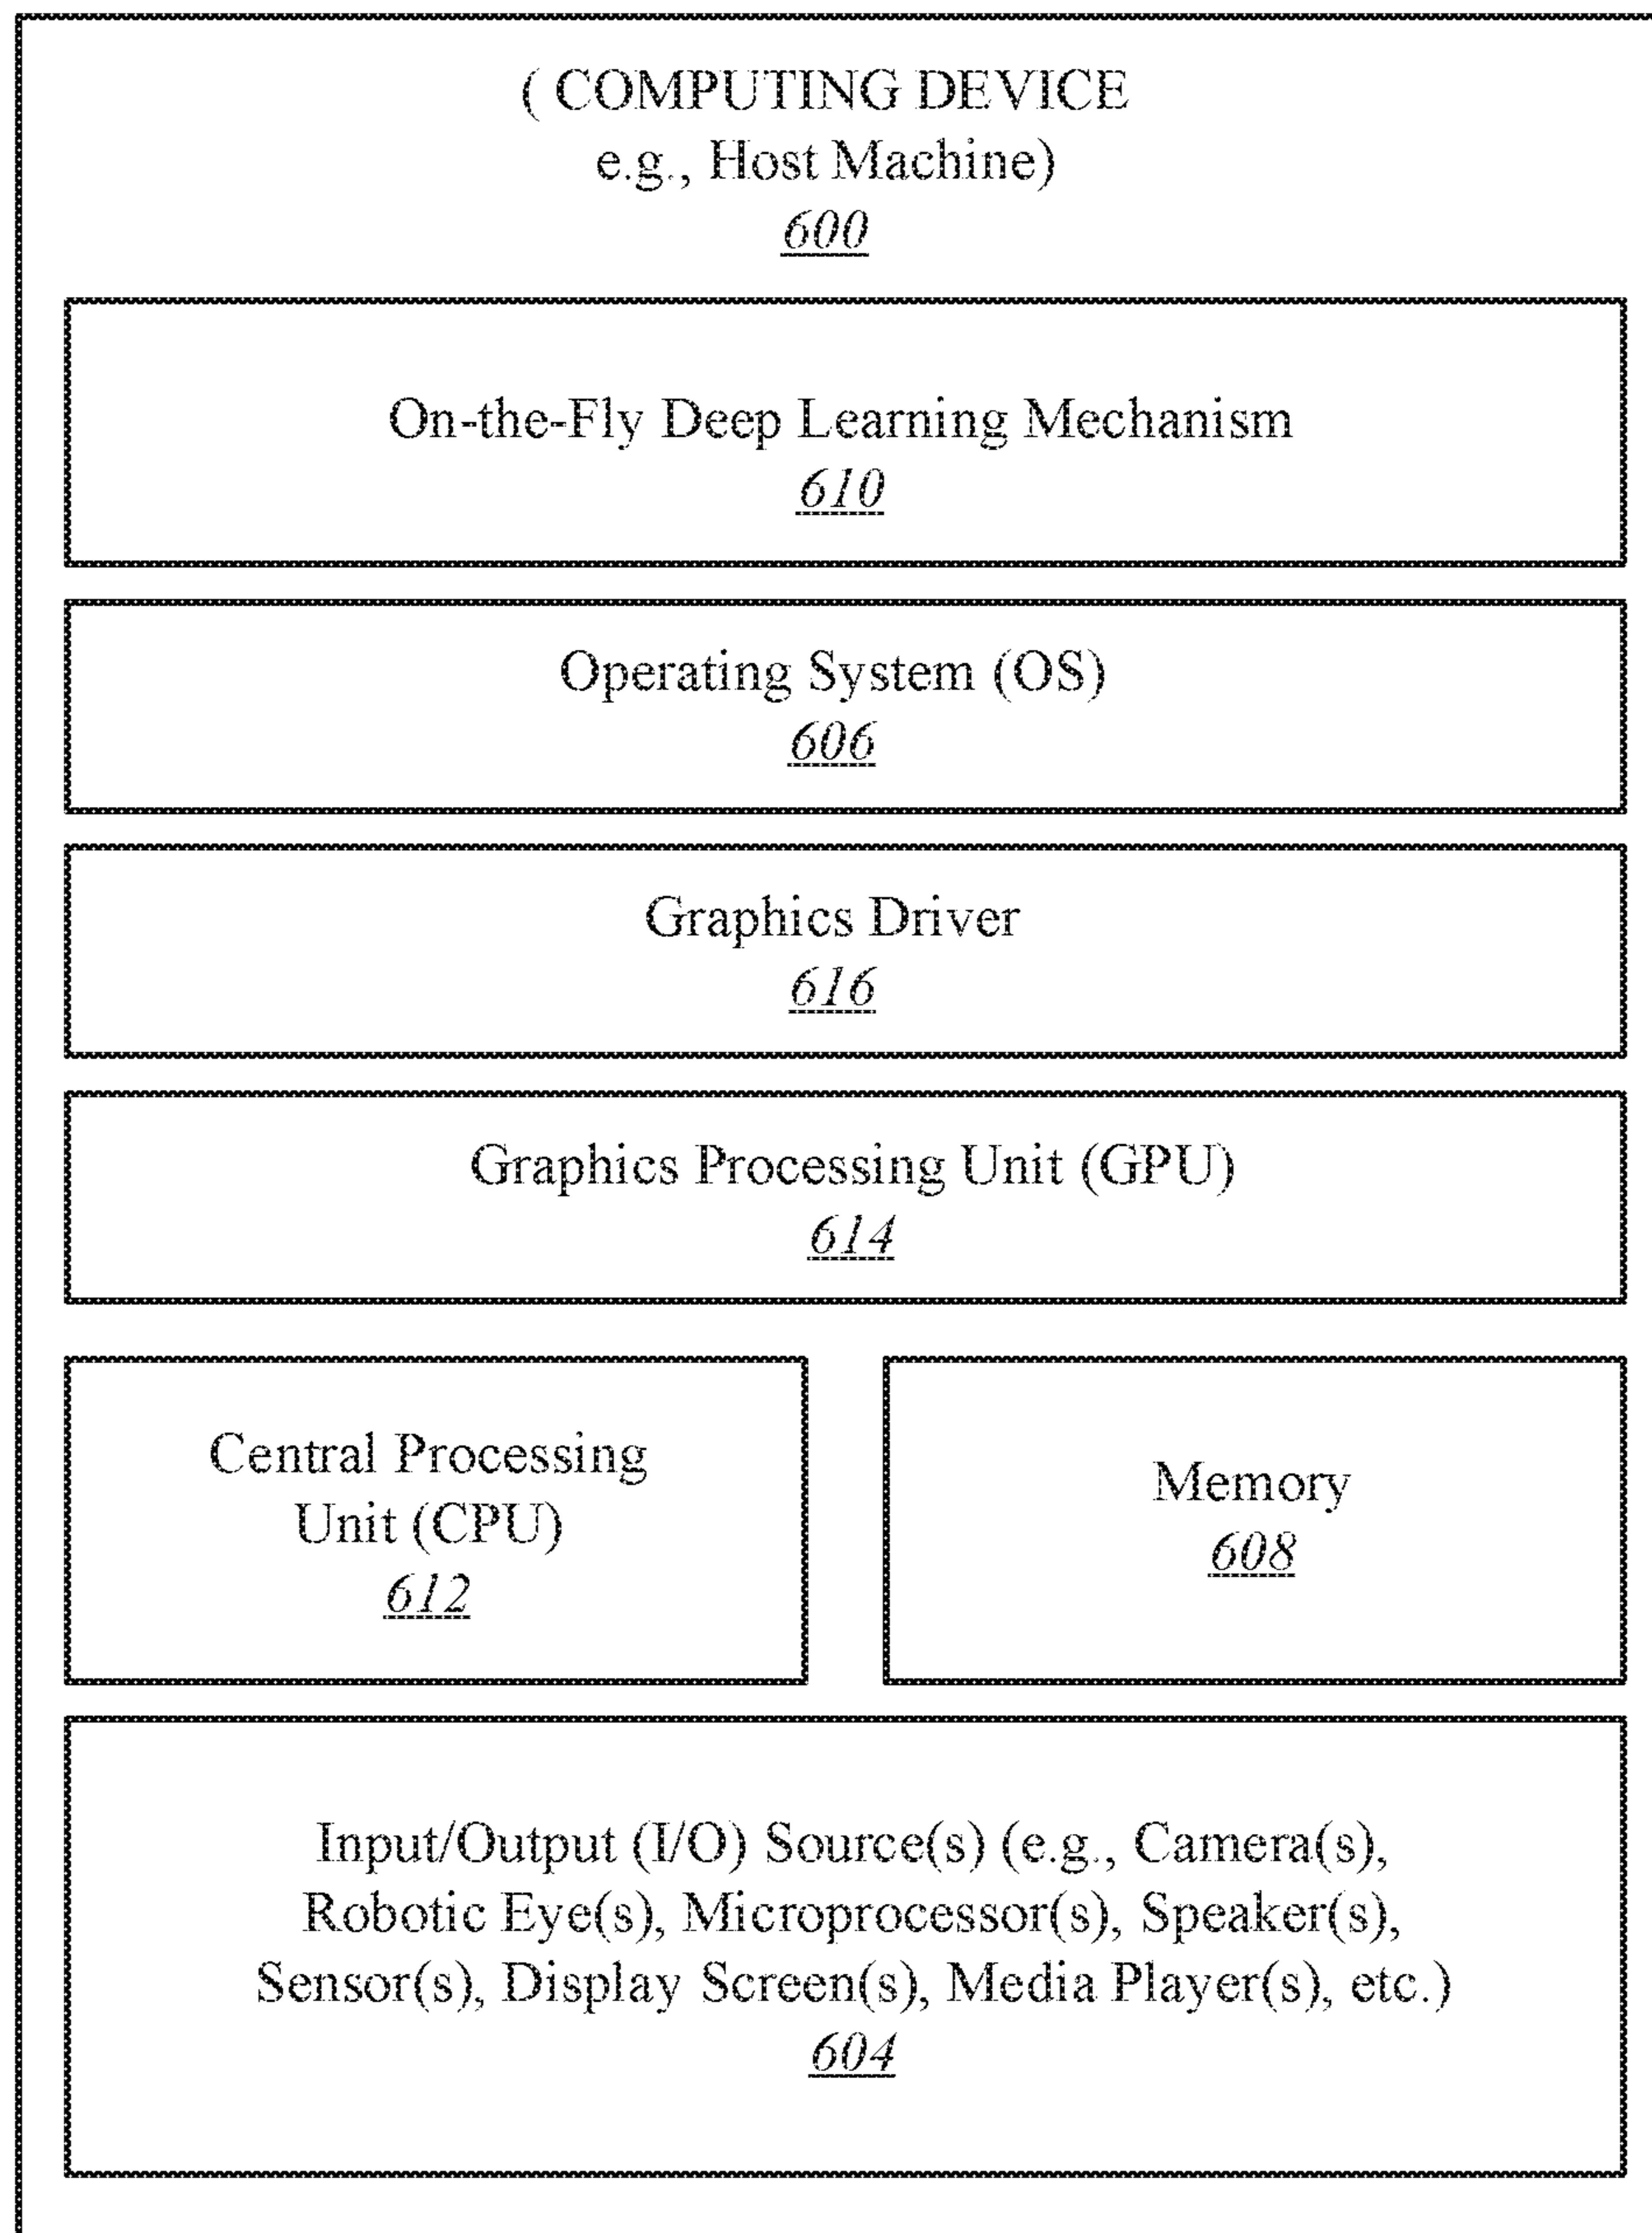 ( COMPUTING DEVICE
e.g., Host Machine)
600
On-the-Fly Deep Learning Mechanism
610
Operating System (OS)
606
Graphics Driver
616
Graphics Processing Unit (GPU)
614
Central Processing
Unit (CPU)
612
Memory
608
Input/Output (I/O) Source(s) (e.g., Camera(s),
Robotic Eye(s), Microprocessor(s), Speaker(s),
Sensor(s), Display Screen(s), Media Player(s), etc.)
604